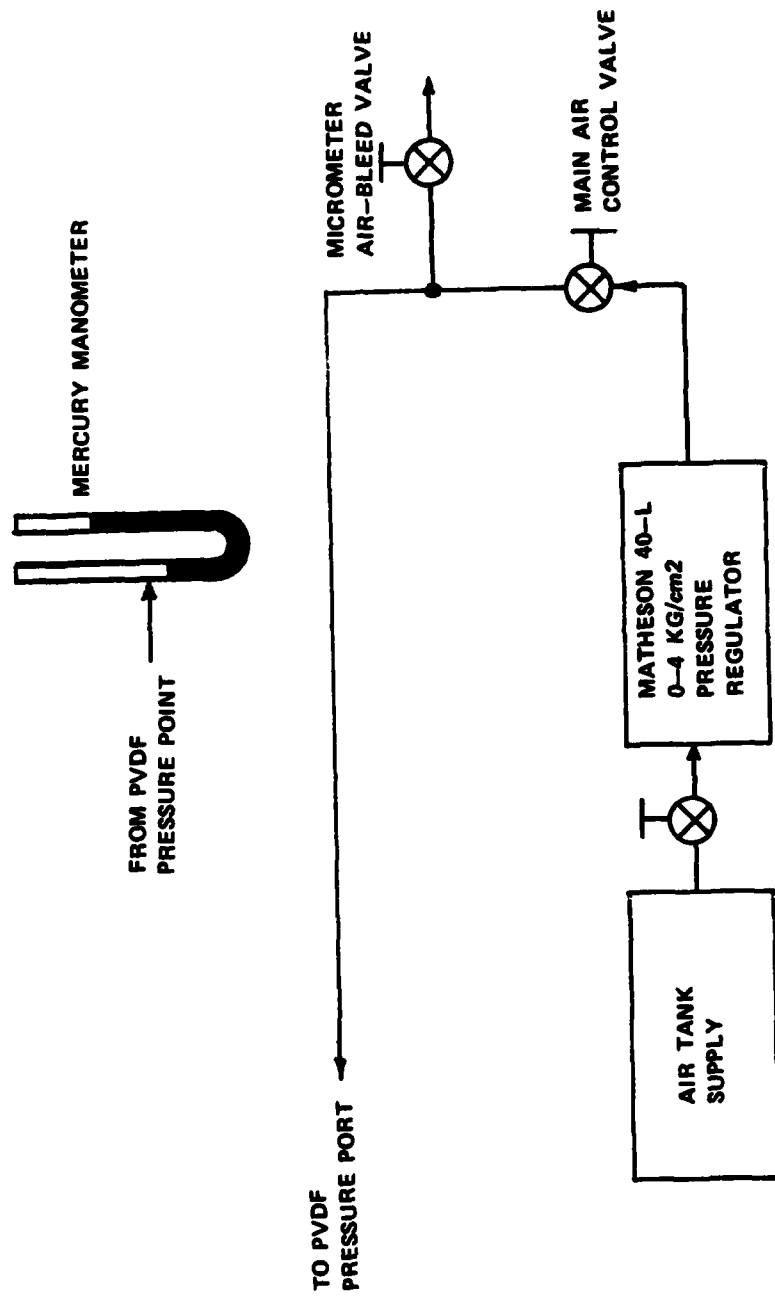 MERCURY MANOMETER
FROM PVDF
PRESSURE POINT
TO PVDF
PRESSURE PORT
MICROMETER
AIR-BLEED VALVE
MAIN AIR
CONTROL VALVE
MATHESON 40-L
0-4 KG/cm2
PRESSURE
REGULATOR
AIR TANK
SUPPLY